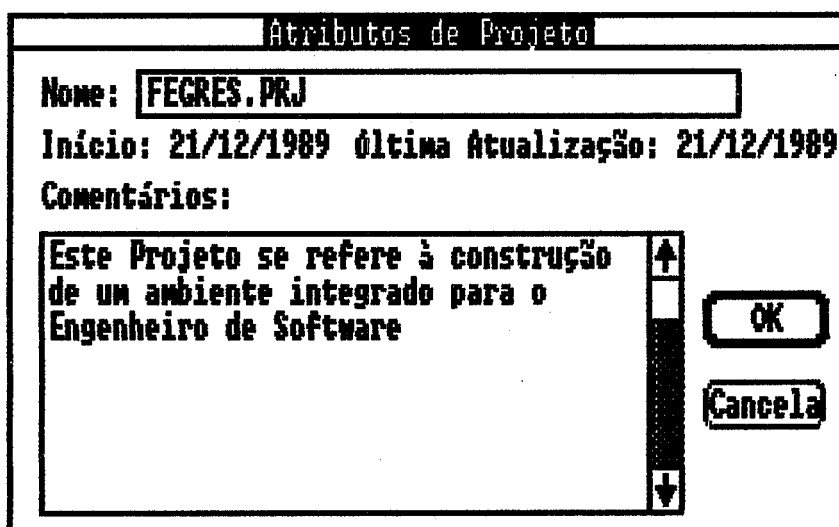 Atributos de Projeto
Nome: FEGRES.PRJ
Início: 21/12/1989 Última Atualização: 21/12/1989
Comentários:
Este Projeto se refere à construção
de um ambiente integrado para o
Engenheiro de Software
OK
Cancela